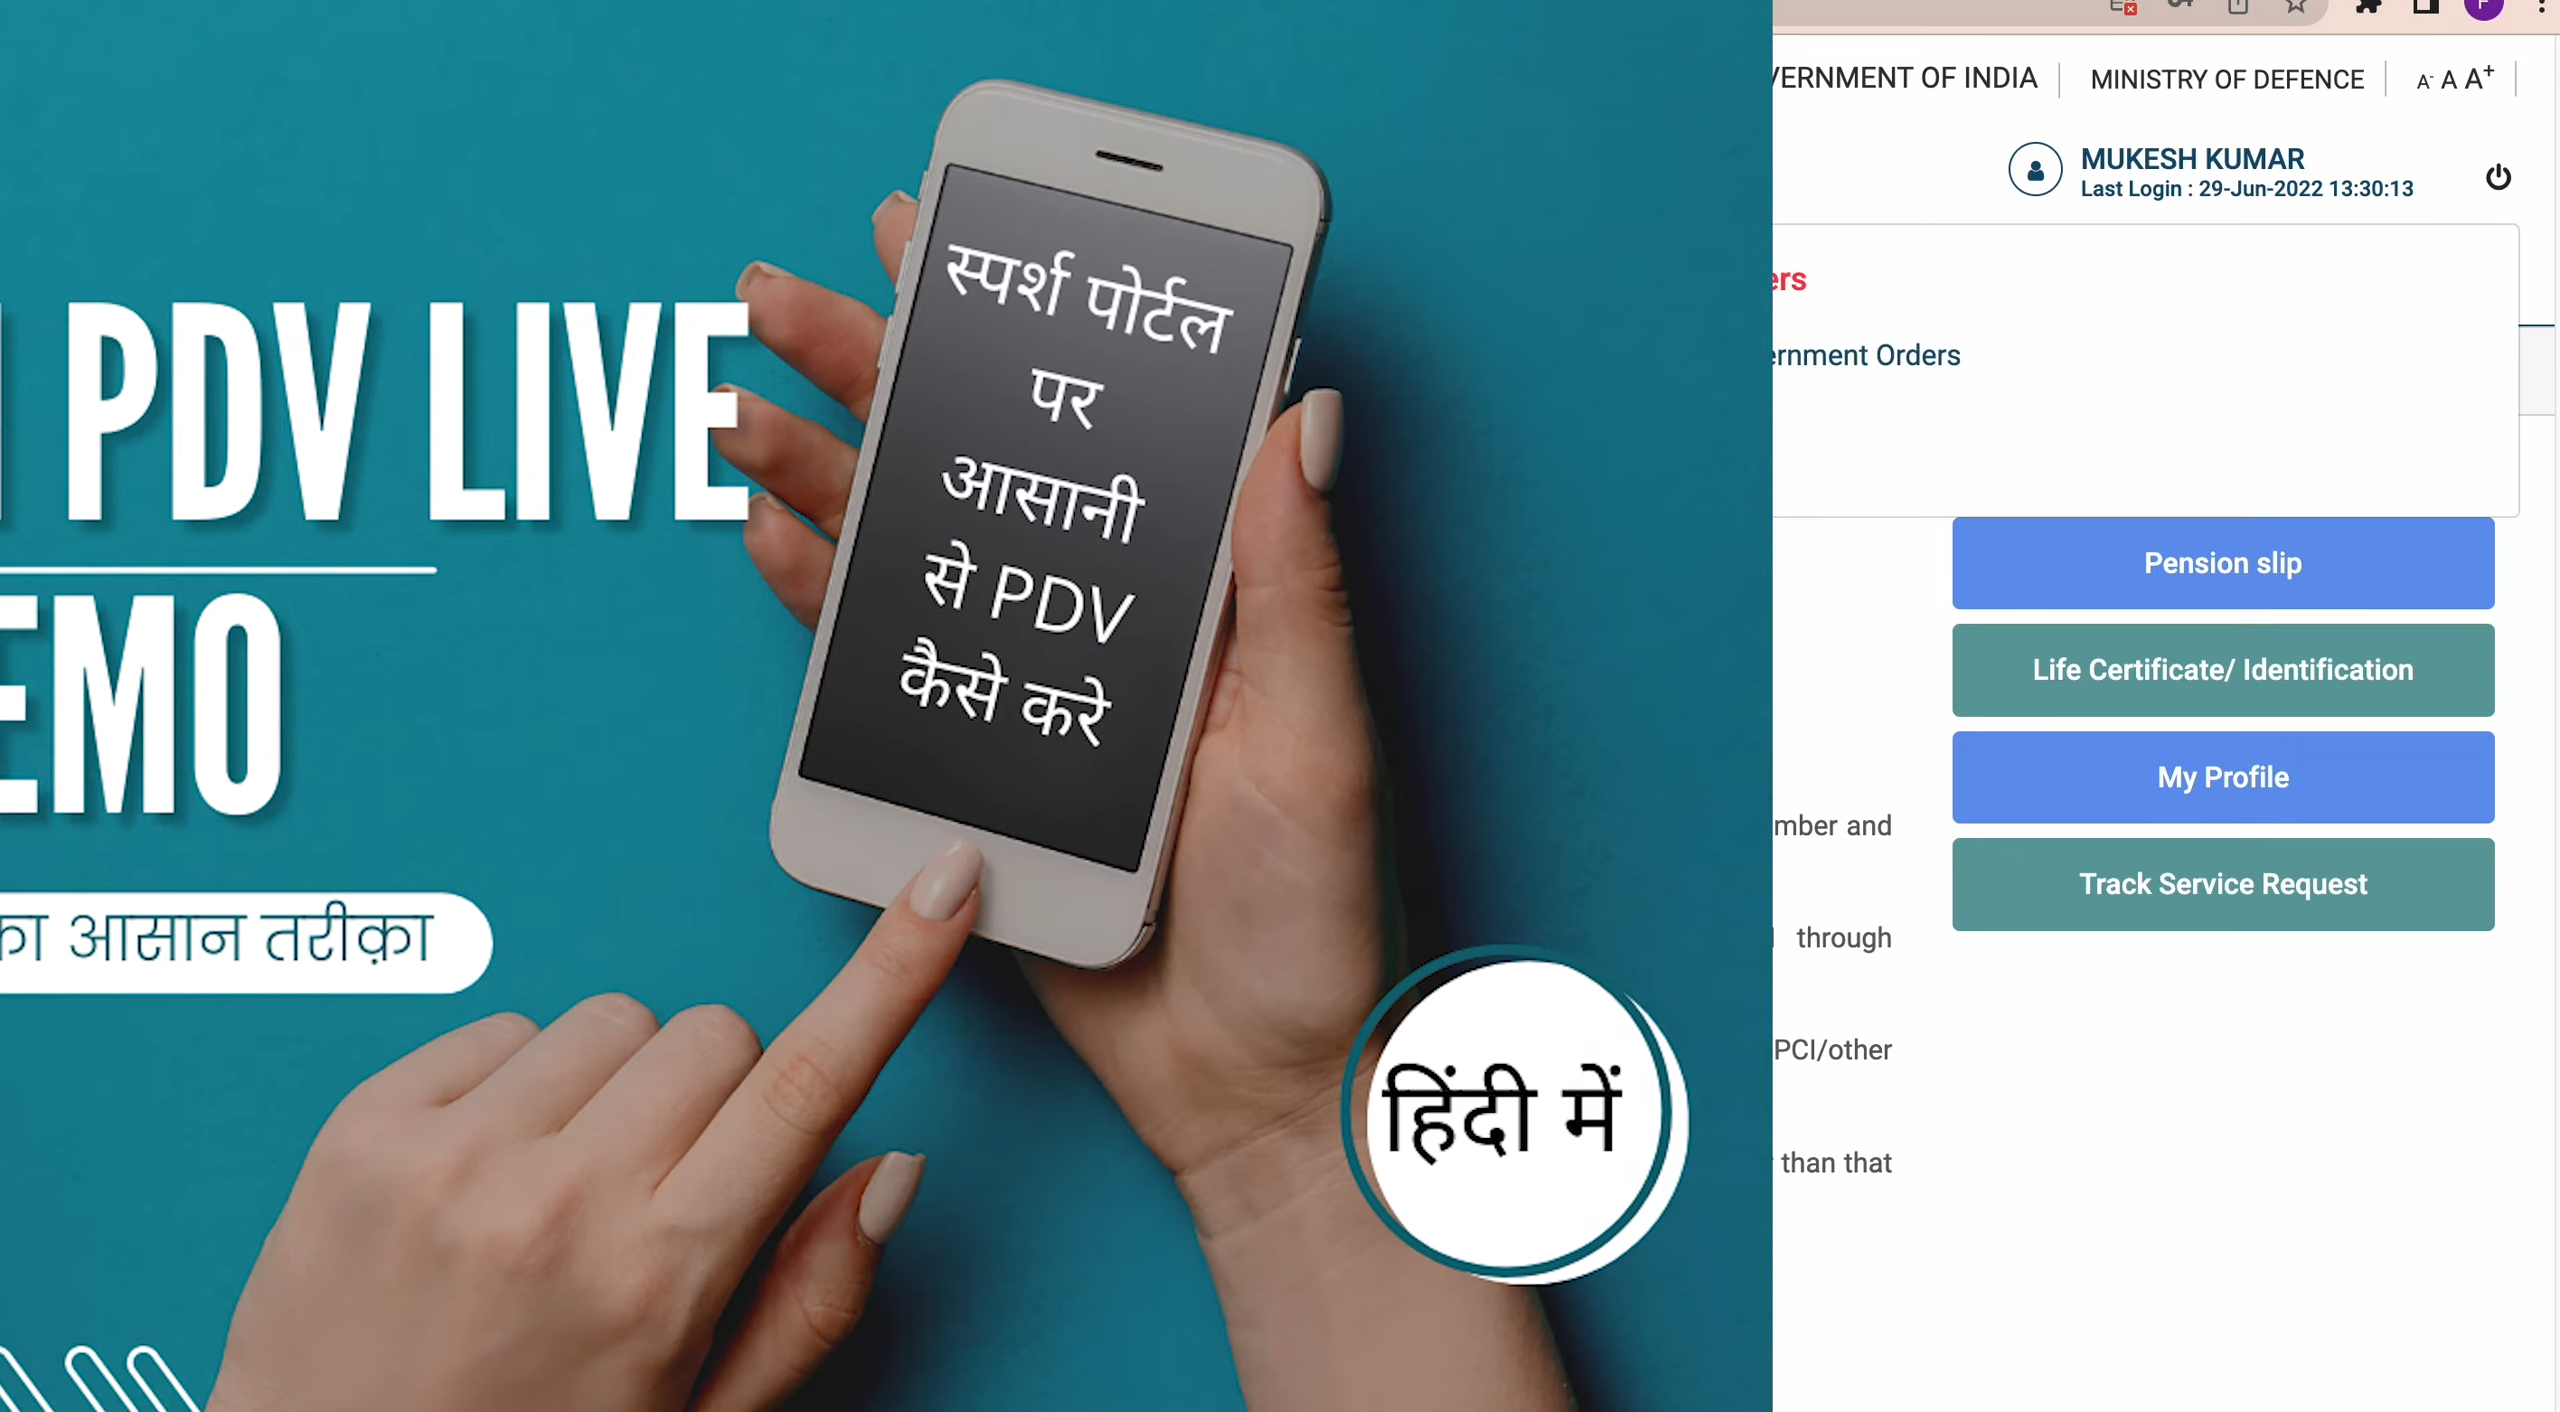 PDV LIVE
EMO
का आसान तरीक़ा
स्पर्श पोर्टल
पर
आसानी
से PDV
कैसे करे
हिंदी में
VERNMENT OF INDIA
MINISTRY OF DEFENCE
A- A A+
MUKESH KUMAR
Last Login : 29-Jun-2022 13:30:13
ers
ernment Orders
Pension slip
Life Certificate/ Identification
My Profile
Track Service Request
mber and
through
PCI/other
than that